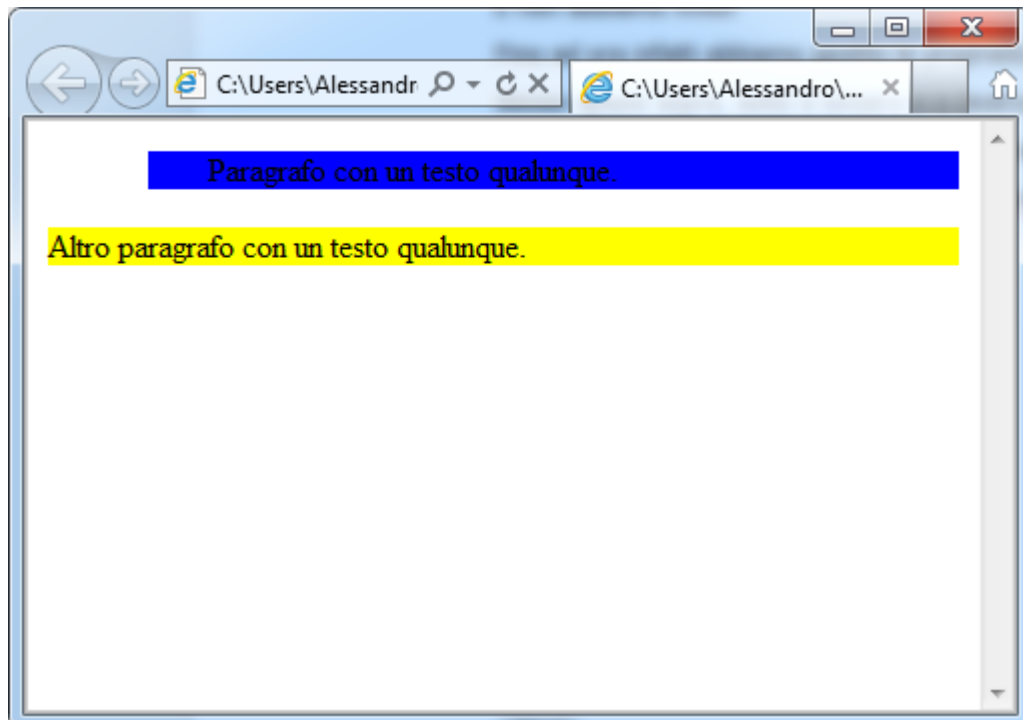 C:\Users\Alessandr
C:\Users\Alessandro\...
Paragrafo con un testo qualunque.
Altro paragrafo con un testo qualunque.